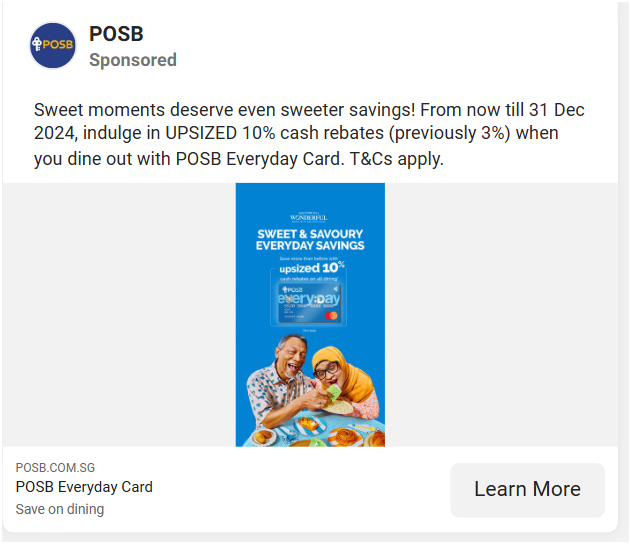 POSB
POSB
Sponsored
Sweet moments deserve even sweeter savings! From now till 31 Dec
2024, indulge in UPSIZED 10% cash rebates (previously 3%) when
you dine out with POSB Everyday Card. T&Cs apply.
WONDERFUL
SWEET & SAVOURY
EVERYDAY SAVINGS
Save more than before with
upsized 10%
cash rebates on all dining*
POSB
everyday
POSB.COM.SG
POSB Everyday Card
Save on dining
Learn More